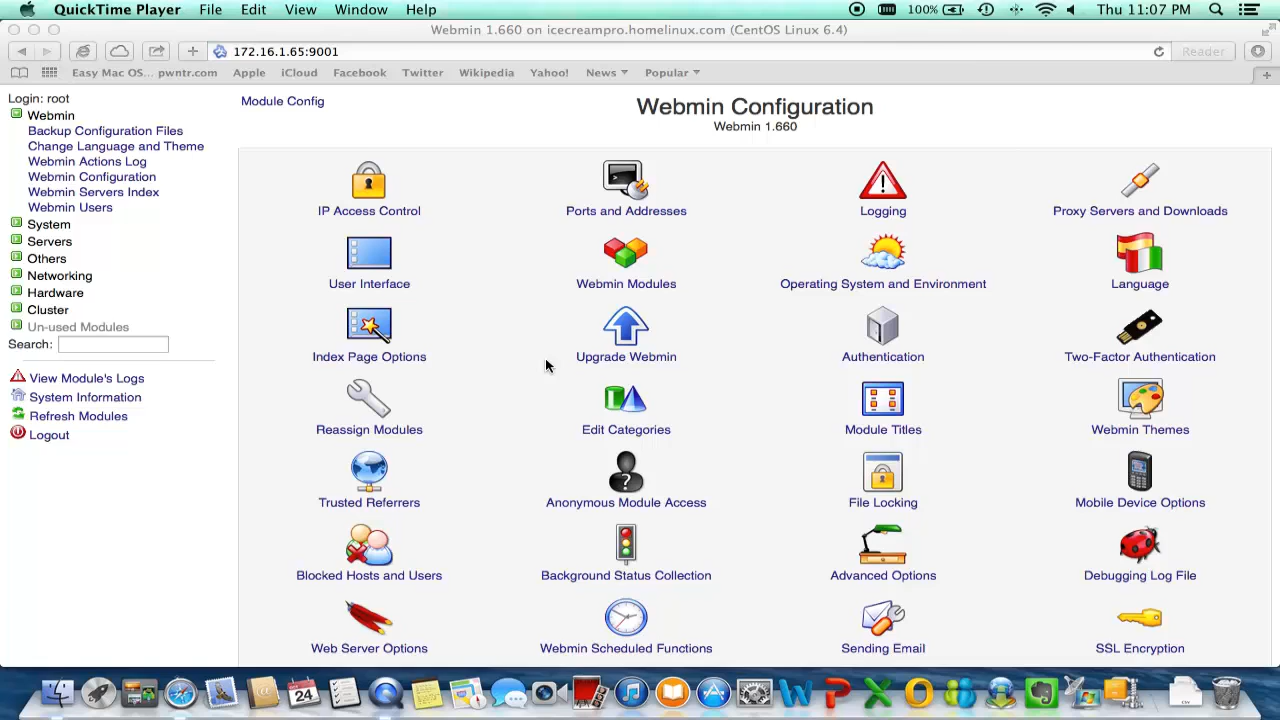 QuickTime Player File Edit View Window Help 100% Thu 11:07 PM
Webmin 1.660 on icecreampro.homelinux.com (CentOS Linux 6.4)
172.16.1.65:9001 Reader
Easy Mac OS... pwntr.com Apple iCloud Facebook Twitter Wikipedia Yahoo! News Popular
Login: root
Webmin
Backup Configuration Files
Change Language and Theme
Webmin Actions Log
Webmin Configuration
Webmin Servers Index
Webmin Users
System
Servers
Others
Networking
Hardware
Cluster
Un-used Modules
Search:
View Module's Logs
System Information
Refresh Modules
Logout
Module Config
Webmin Configuration
Webmin 1.660
IP Access Control Ports and Addresses Logging Proxy Servers and Downloads
User Interface Webmin Modules Operating System and Environment Language
Index Page Options Upgrade Webmin Authentication Two-Factor Authentication
Reassign Modules Edit Categories Module Titles Webmin Themes
Trusted Referrers Anonymous Module Access File Locking Mobile Device Options
Blocked Hosts and Users Background Status Collection Advanced Options Debugging Log File
Web Server Options Webmin Scheduled Functions Sending Email SSL Encryption
24